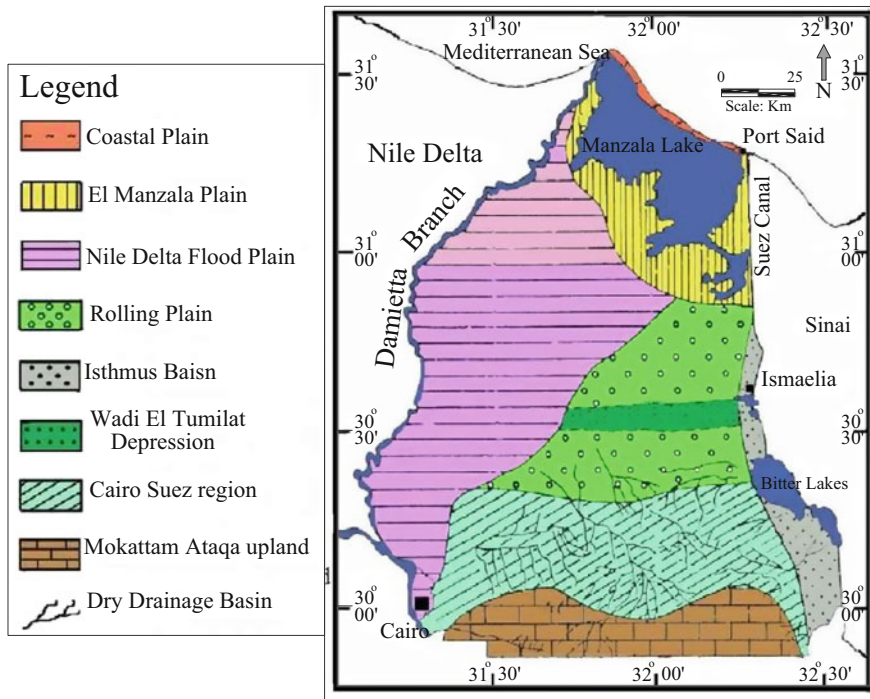 Legend
Coastal Plain
El Manzala Plain
Nile Delta Flood Plain
Rolling Plain
Isthmus Baisn
Wadi El Tumilat
Depression
Cairo Suez region
Mokattam Ataqa upland
Dry Drainage Basin
31° 30'
32° 00'
32° 30'
Mediterranean Sea
31° 30'
0 25
Scale: Km
N
31° 30'
Port Said
Manzala Lake
Nile Delta
Suez Canal
Damietta Branch
31° 00'
31° 00'
Sinai
Ismaelia
30° 30'
30° 30'
Bitter Lakes
30° 00'
30° 00'
Cairo
31° 30'
32° 00'
32° 30'